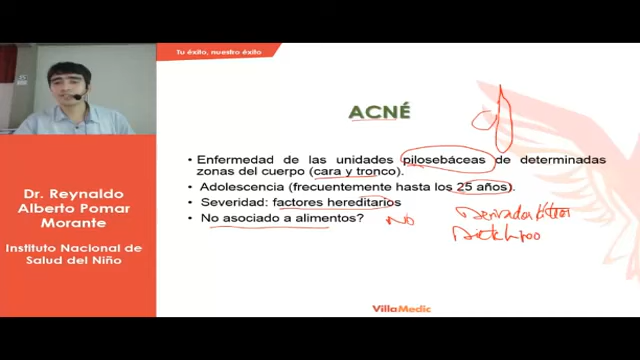 Tu éxito, nuestro éxito
ACNÉ
• Enfermedad de las unidades pilosebáceas de determinadas
zonas del cuerpo (cara y tronco).
• Adolescencia (frecuentemente hasta los 25 años).
• Severidad: factores hereditarios
• No asociado a alimentos?
No
Derivados
Dr. Reynaldo
Alberto Pomar
Morante
Instituto Nacional de
Salud del Niño
VillaMedic